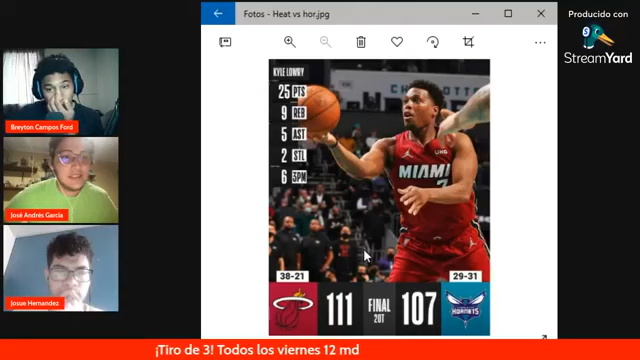 Fotos - Heat vs hor.jpg
Producido con
StreamYard
KYLE LOWRY
25 PTS
9 REB
5 AST
2 STL
6 3PM
CHARLOTTE
MIAMI
7
38-21
29-31
111
FINAL
2OT
107
HORNETS
Breyton Campos Ford
José Andrés García
Josue Hernandez
¡Tiro de 3! Todos los viernes 12 md